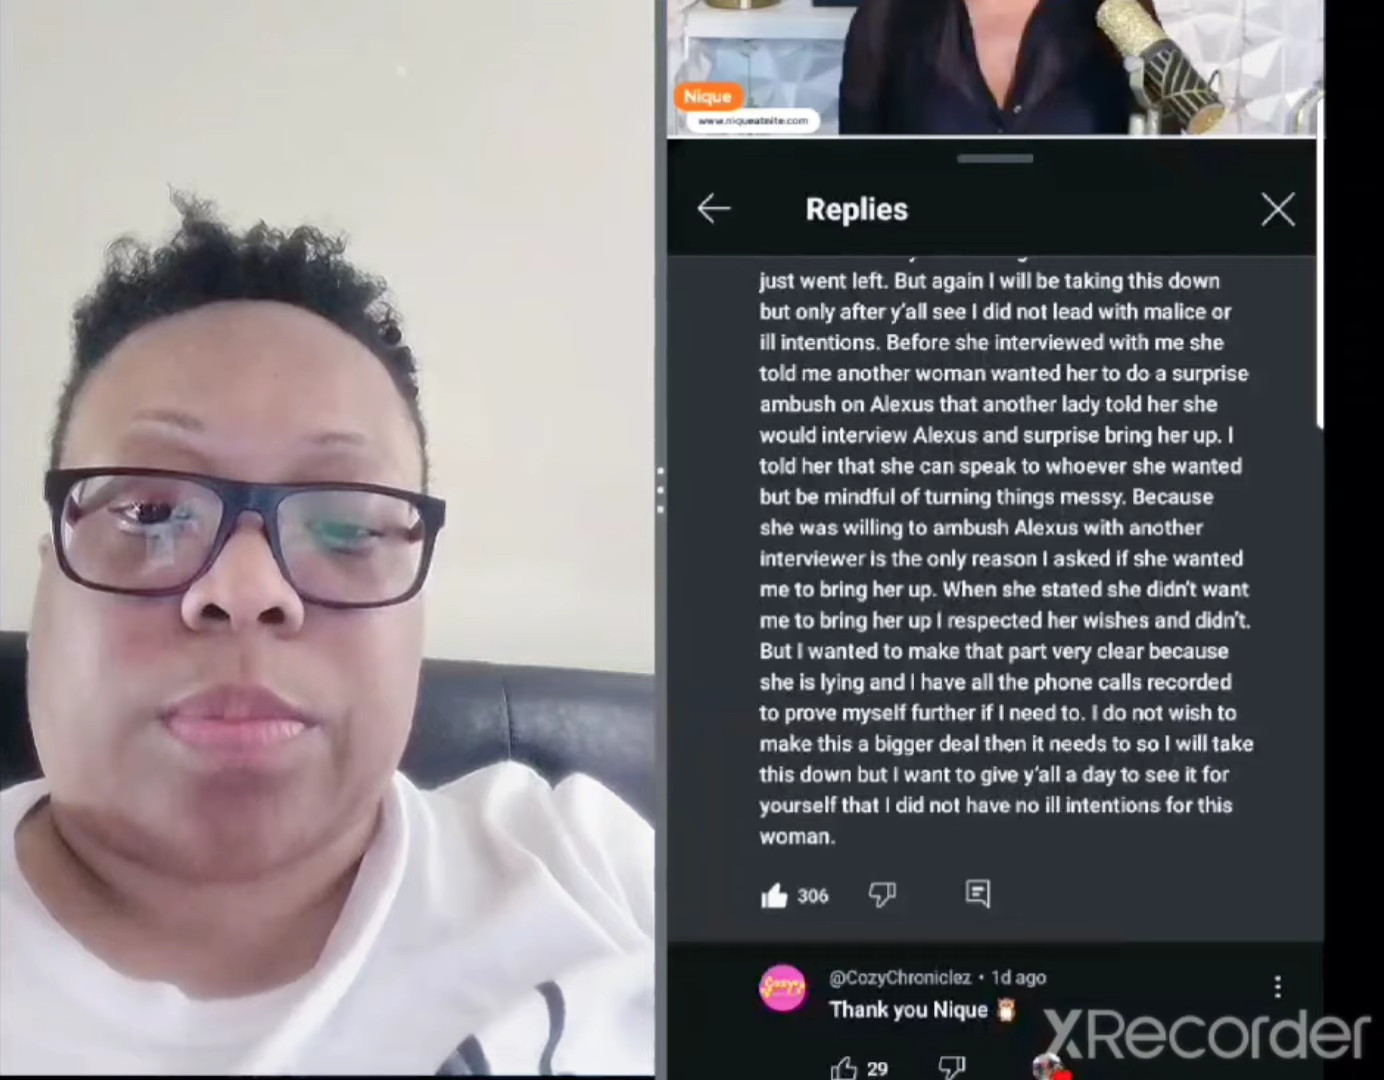 Nique
www.niqueatnite.com
Replies
just went left. But again I will be taking this down
but only after y'all see I did not lead with malice or
ill intentions. Before she interviewed with me she
told me another woman wanted her to do a surprise
ambush on Alexus that another lady told her she
would interview Alexus and surprise bring her up. I
told her that she can speak to whoever she wanted
but be mindful of turning things messy. Because
she was willing to ambush Alexus with another
interviewer is the only reason I asked if she wanted
me to bring her up. When she stated she didn't want
me to bring her up I respected her wishes and didn't.
But I wanted to make that part very clear because
she is lying and I have all the phone calls recorded
to prove myself further if I need to. I do not wish to
make this a bigger deal then it needs to so I will take
this down but I want to give y'all a day to see it for
yourself that I did not have no ill intentions for this
woman.
306
@CozyChroniclez • 1d ago
Thank you Nique
29
XRecorder